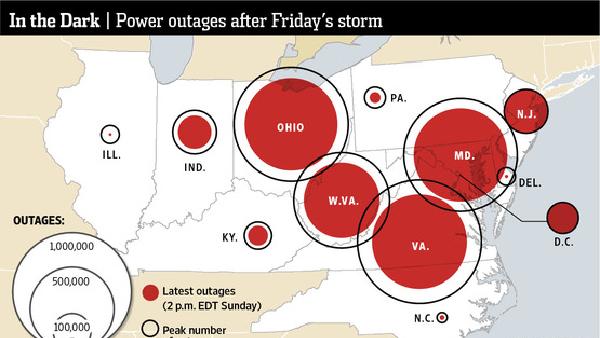 In the Dark | Power outages after Friday's storm
PA.
N.J.
OHIO
ILL.
IND.
MD.
DEL.
W.VA.
KY.
VA.
D.C.
N.C.
OUTAGES:
1,000,000
500,000
100,000
Latest outages
(2 p.m. EDT Sunday)
Peak number